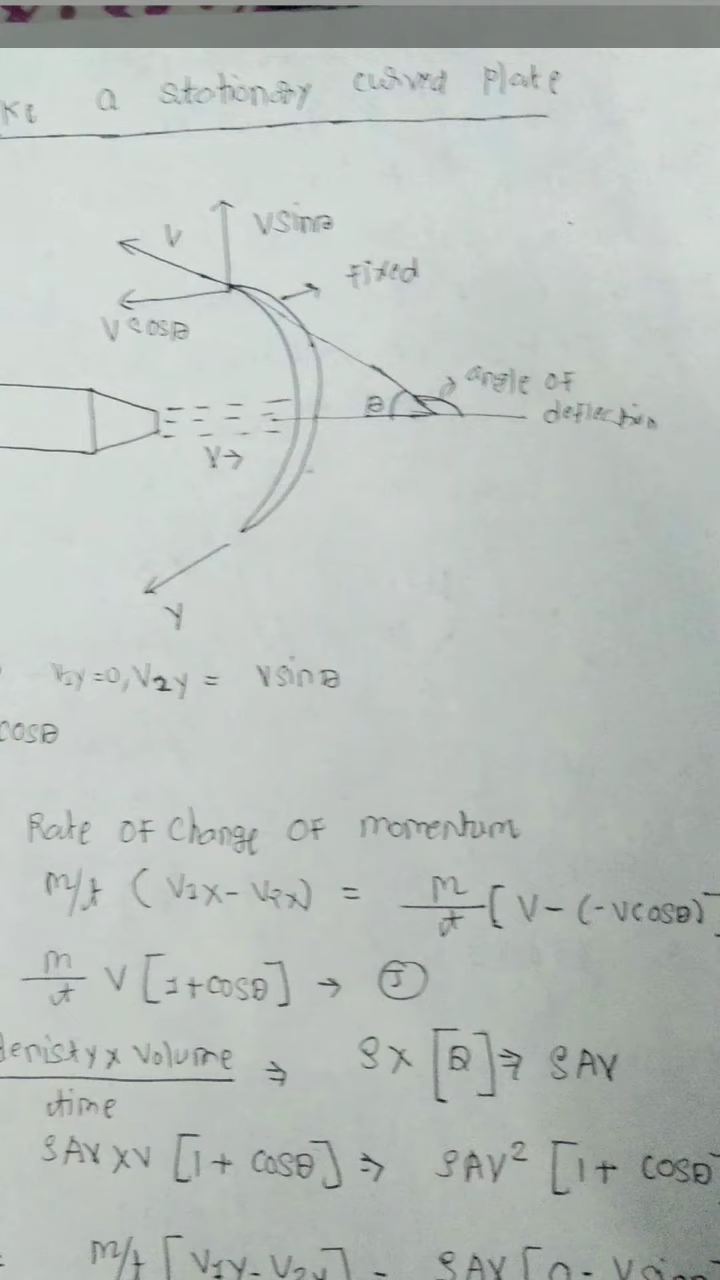 a stationary curved plate
V
Vsinθ
fixed
Vcosθ
θ
angle of
deflection
V→
V
V1y=0, V2y = Vsinθ
cosθ
Rate of Change of momentum
m/t (V1x - V2x) = m/t [V-(-Vcosθ)]
m/t V [1+cosθ] → ①
denisty x volume / time ⇒ ρ x [Q] ⇒ ρAV
ρAV x V [1 + cosθ] ⇒ ρAV² [1 + cosθ]
m/t [V1y - V2y] = ρAV [0 - Vsin